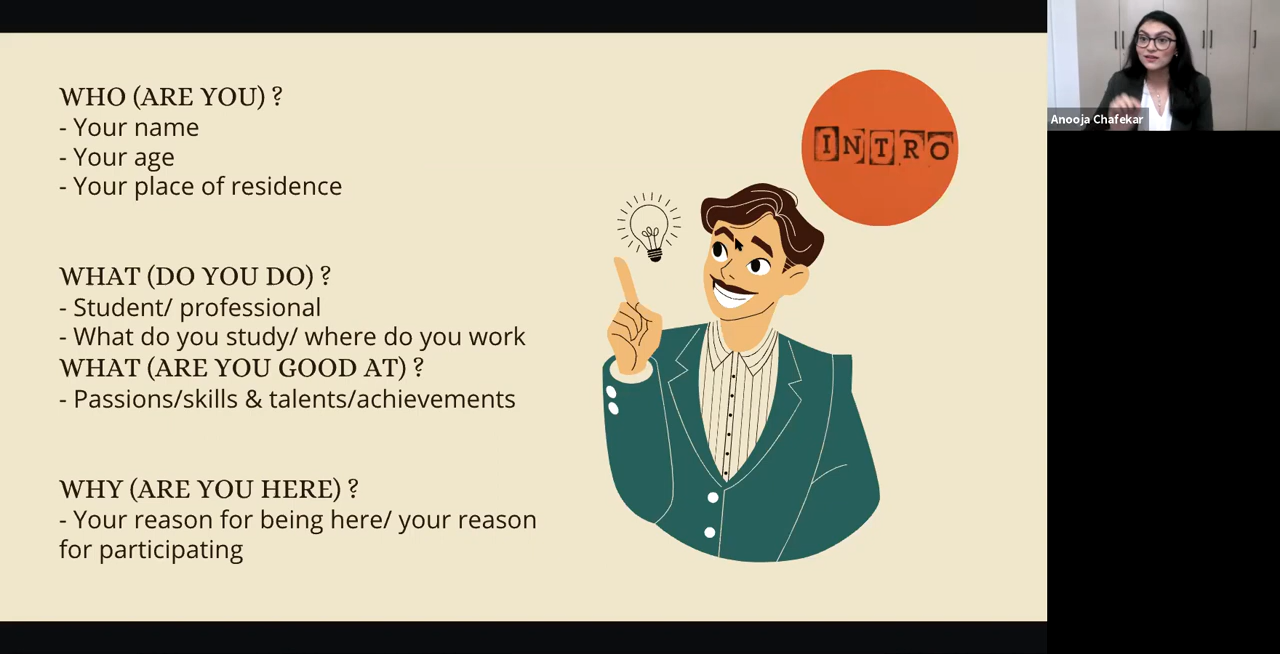 WHO (ARE YOU) ?
- Your name
- Your age
- Your place of residence
WHAT (DO YOU DO) ?
- Student/ professional
- What do you study/ where do you work
WHAT (ARE YOU GOOD AT) ?
- Passions/skills & talents/achievements
WHY (ARE YOU HERE) ?
- Your reason for being here/ your reason
for participating
INTRO
Anooja Chafekar